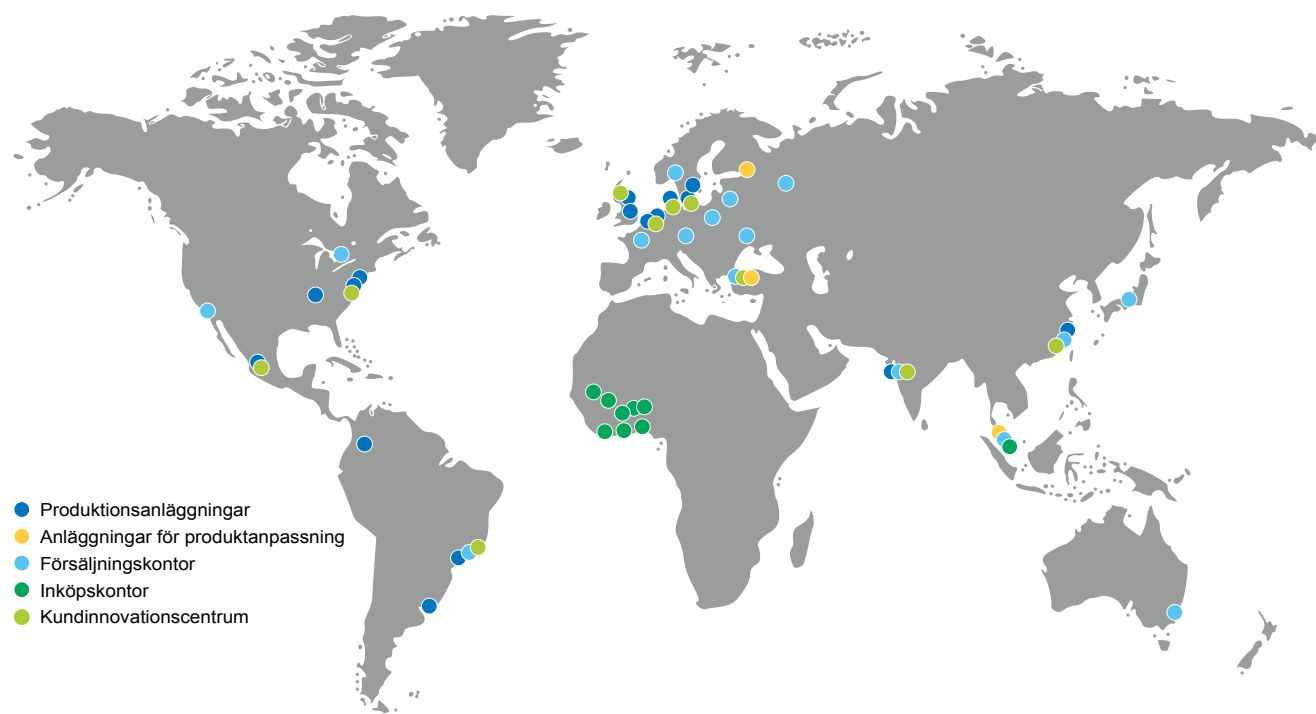 Produktionsanläggningar
Anläggningar för produktanpassning
Försäljningskontor
Inköpskontor
Kundinnovationscentrum